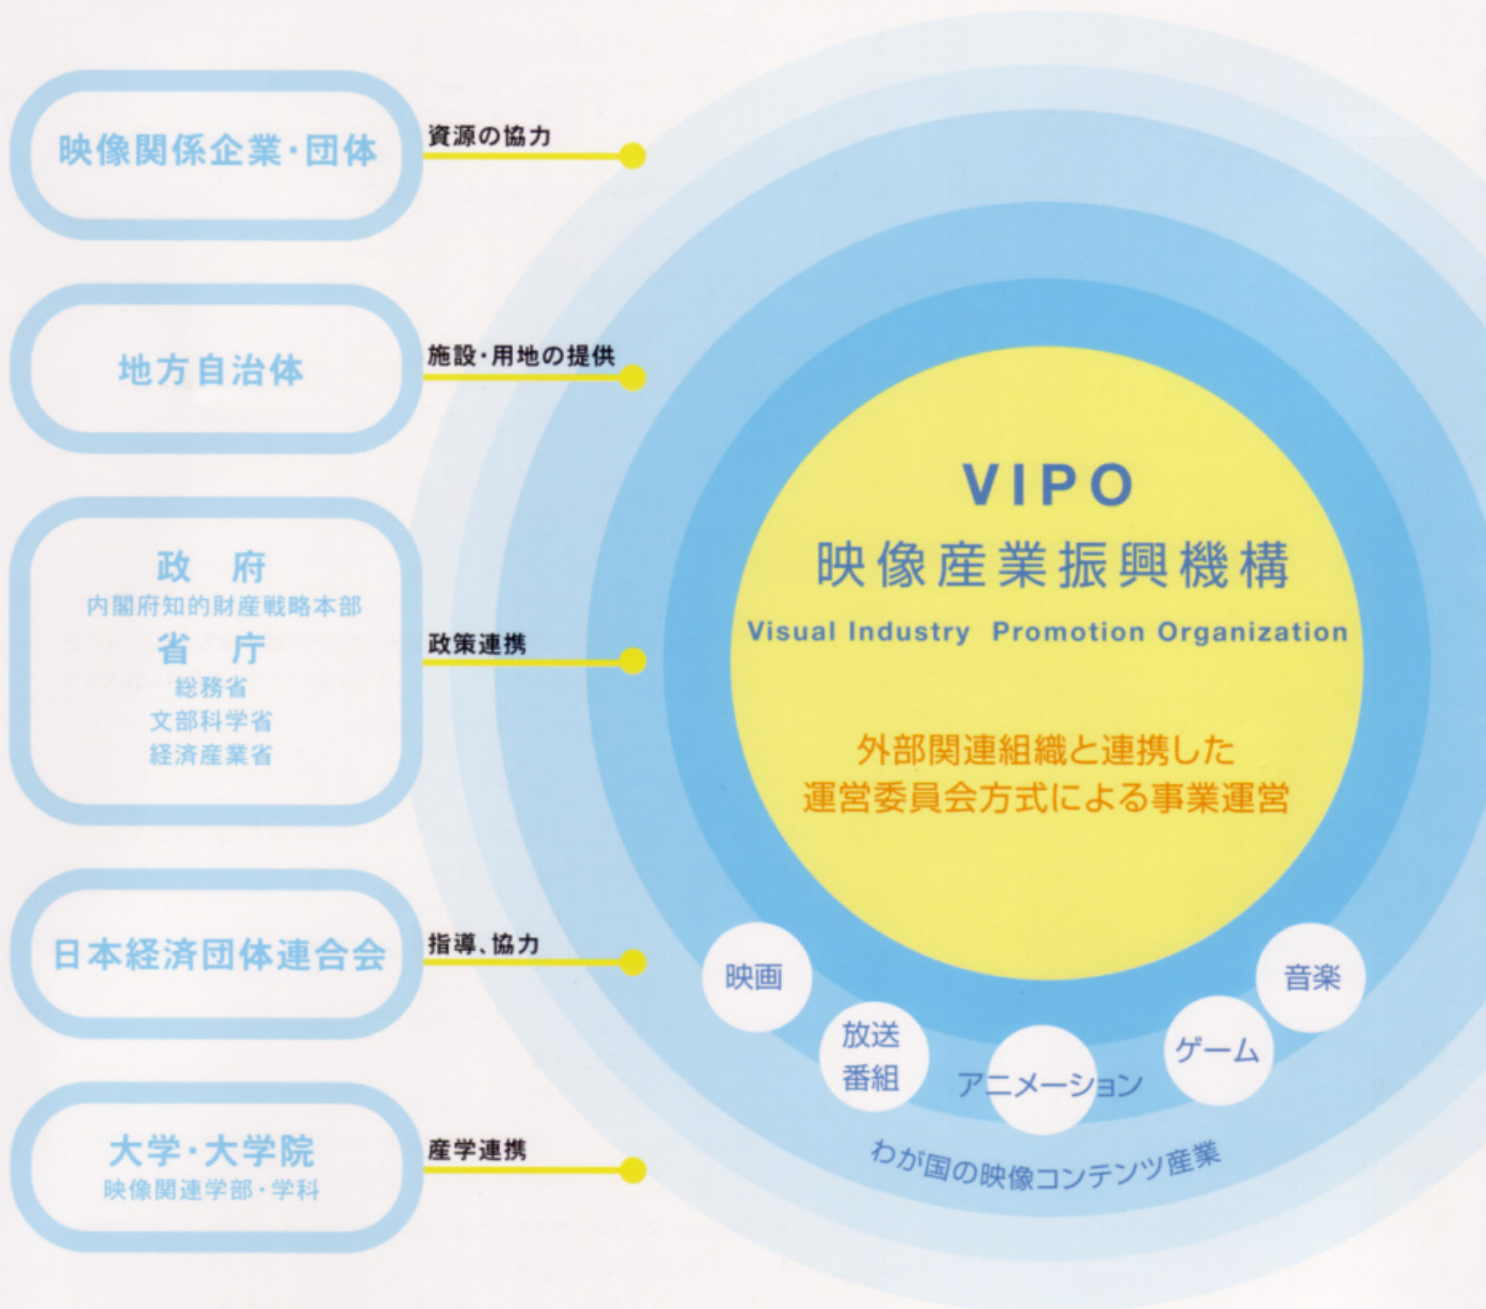 映像関係企業・団体
資源の協力
地方自治体
施設・用地の提供
政　府
内閣府知的財産戦略本部
省　庁
総務省
文部科学省
経済産業省
政策連携
日本経済団体連合会
指導、協力
大学・大学院
映像関連学部・学科
産学連携
VIPO
映像産業振興機構
Visual Industry Promotion Organization
外部関連組織と連携した
運営委員会方式による事業運営
映画
放送
番組
アニメーション
ゲーム
音楽
わが国の映像コンテンツ産業